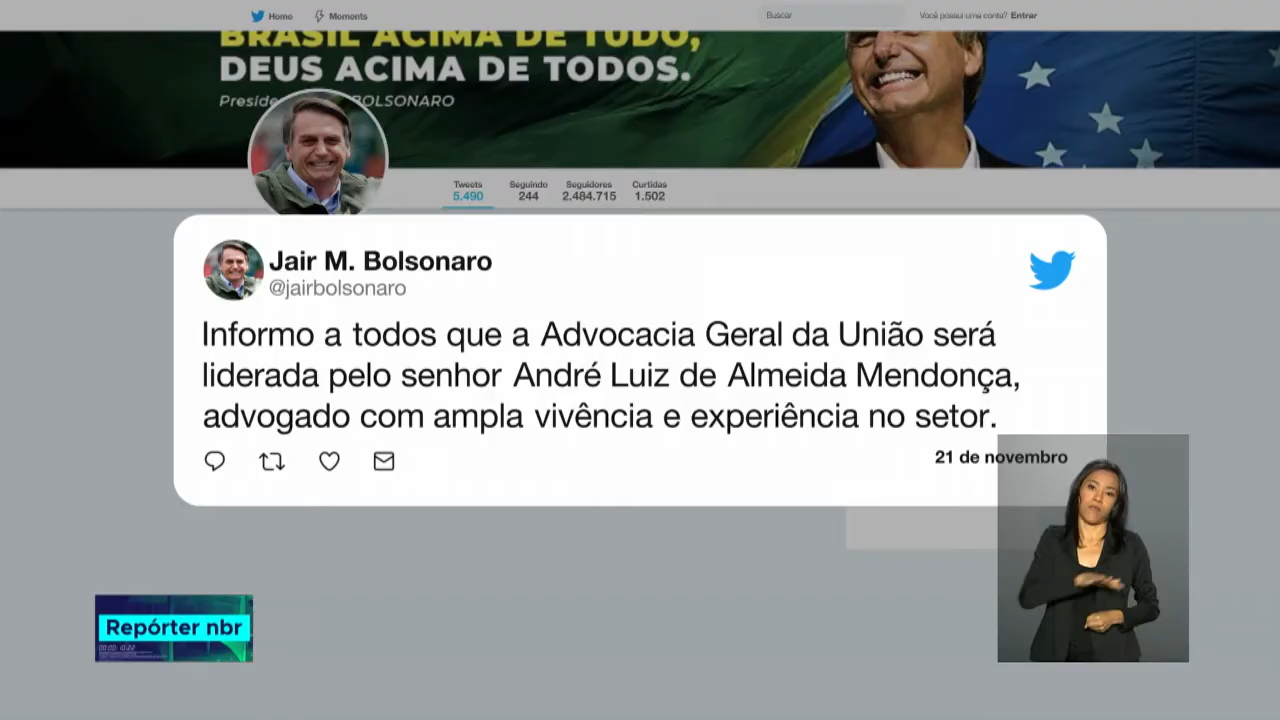 Home Moments
Buscar
Você possui uma conta? Entrar
BRASIL ACIMA DE TUDO,
DEUS ACIMA DE TODOS.
BOLSONARO
Tweets Seguindo Seguidores Curtidas
5.490 244 2.484.715 1.502
Jair M. Bolsonaro
@jairbolsonaro
Informo a todos que a Advocacia Geral da União será
liderada pelo senhor André Luiz de Almeida Mendonça,
advogado com ampla vivência e experiência no setor.
21 de novembro
Repórter nbr